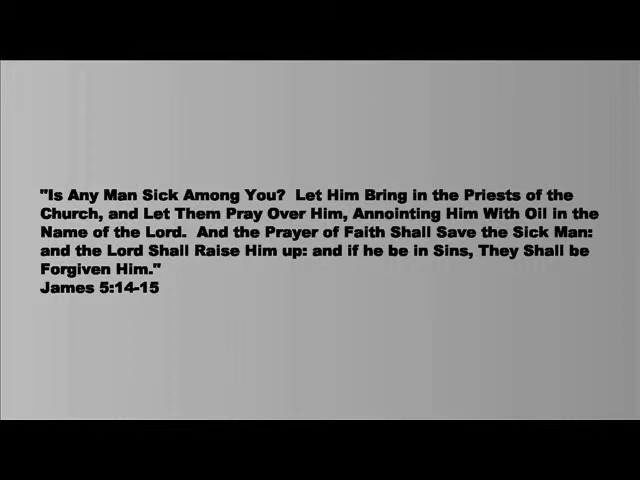 "Is Any Man Sick Among You?  Let Him Bring in the Priests of the
Church, and Let Them Pray Over Him, Annointing Him With Oil in the
Name of the Lord.  And the Prayer of Faith Shall Save the Sick Man:
and the Lord Shall Raise Him up: and if he be in Sins, They Shall be
Forgiven Him."
James 5:14-15